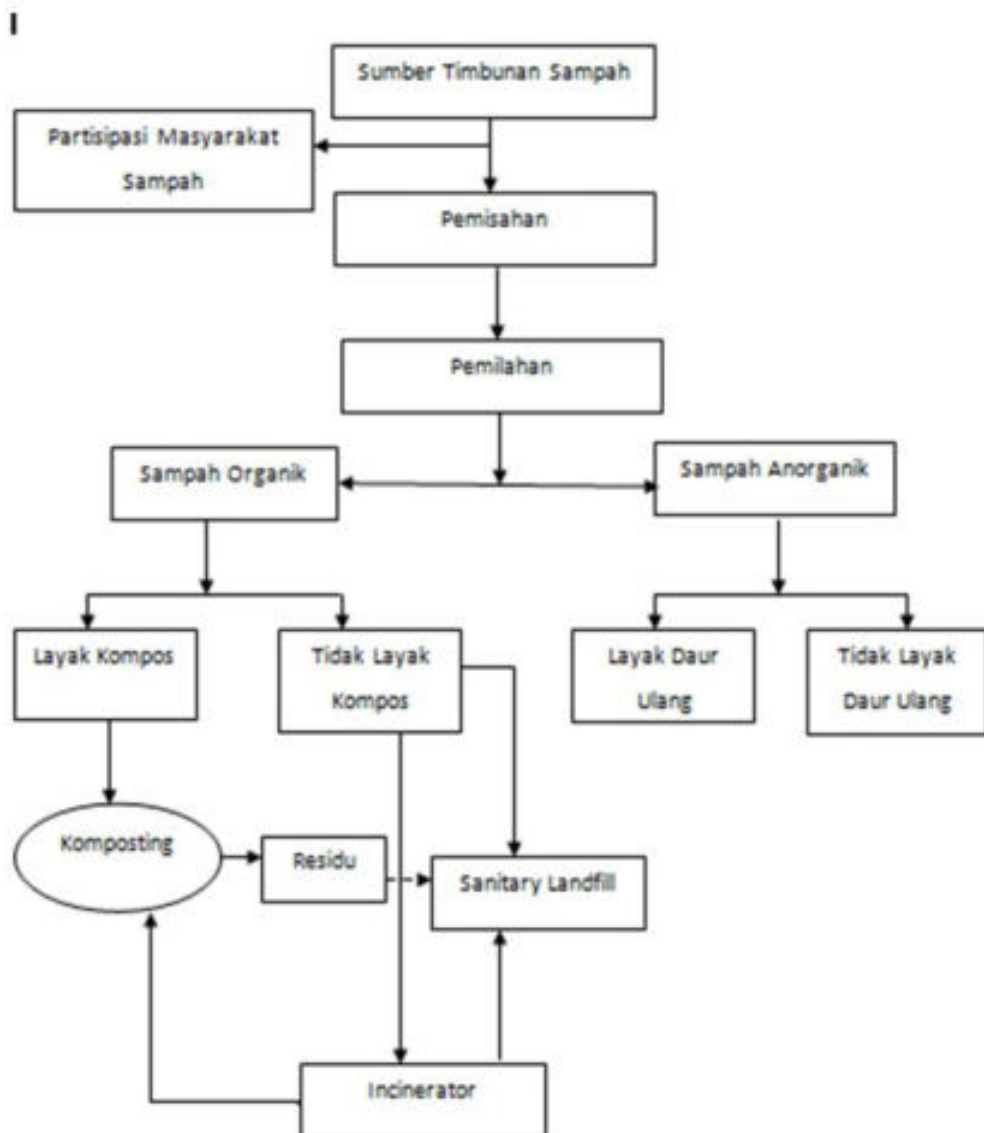 Sumber Timbunan Sampah
Partisipasi Masyarakat
Sampah
Pemisahan
Pemilahan
Sampah Organik
Sampah Anorganik
Layak Kompos
Tidak Layak
Kompos
Layak Daur
Ulang
Tidak Layak
Daur Ulang
Komposting
Residu
Sanitary Landfill
Incinerator